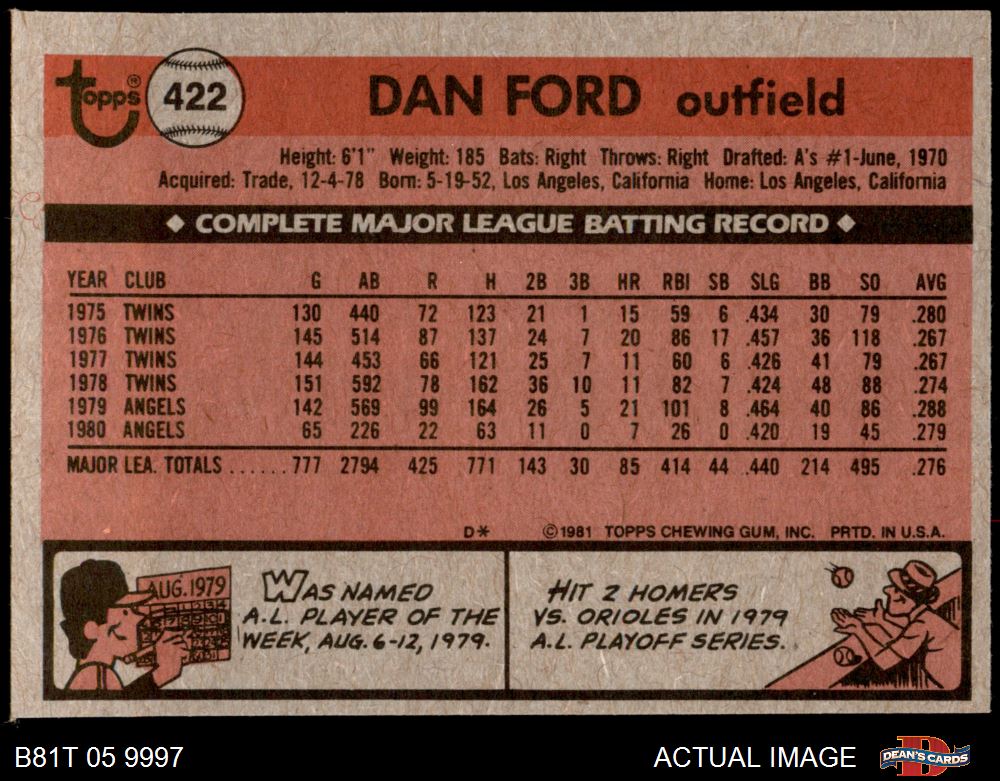 topps® 422 DAN FORD outfield
Height: 6'1" Weight: 185 Bats: Right Throws: Right Drafted: A's #1-June, 1970
Acquired: Trade, 12-4-78 Born: 5-19-52, Los Angeles, California Home: Los Angeles, California
◆ COMPLETE MAJOR LEAGUE BATTING RECORD ◆
YEAR CLUB G AB R H 2B 3B HR RBI SB SLG BB SO AVG
1975 TWINS 130 440 72 123 21 1 15 59 6 .434 30 79 .280
1976 TWINS 145 514 87 137 24 7 20 86 17 .457 36 118 .267
1977 TWINS 144 453 66 121 25 7 11 60 6 .426 41 79 .267
1978 TWINS 151 592 78 162 36 10 11 82 7 .424 48 88 .274
1979 ANGELS 142 569 99 164 26 5 21 101 8 .464 40 86 .288
1980 ANGELS 65 226 22 63 11 0 7 26 0 .420 19 45 .279
MAJOR LEA. TOTALS ...... 777 2794 425 771 143 30 85 414 44 .440 214 495 .276
D* ©1981 TOPPS CHEWING GUM, INC. PRTD. IN U.S.A.
AUG. 1979
WAS NAMED
A.L. PLAYER OF THE
WEEK, AUG. 6-12, 1979.
HIT 2 HOMERS
VS. ORIOLES IN 1979
A.L. PLAYOFF SERIES.
B81T 05 9997 ACTUAL IMAGE DEAN'S CARDS